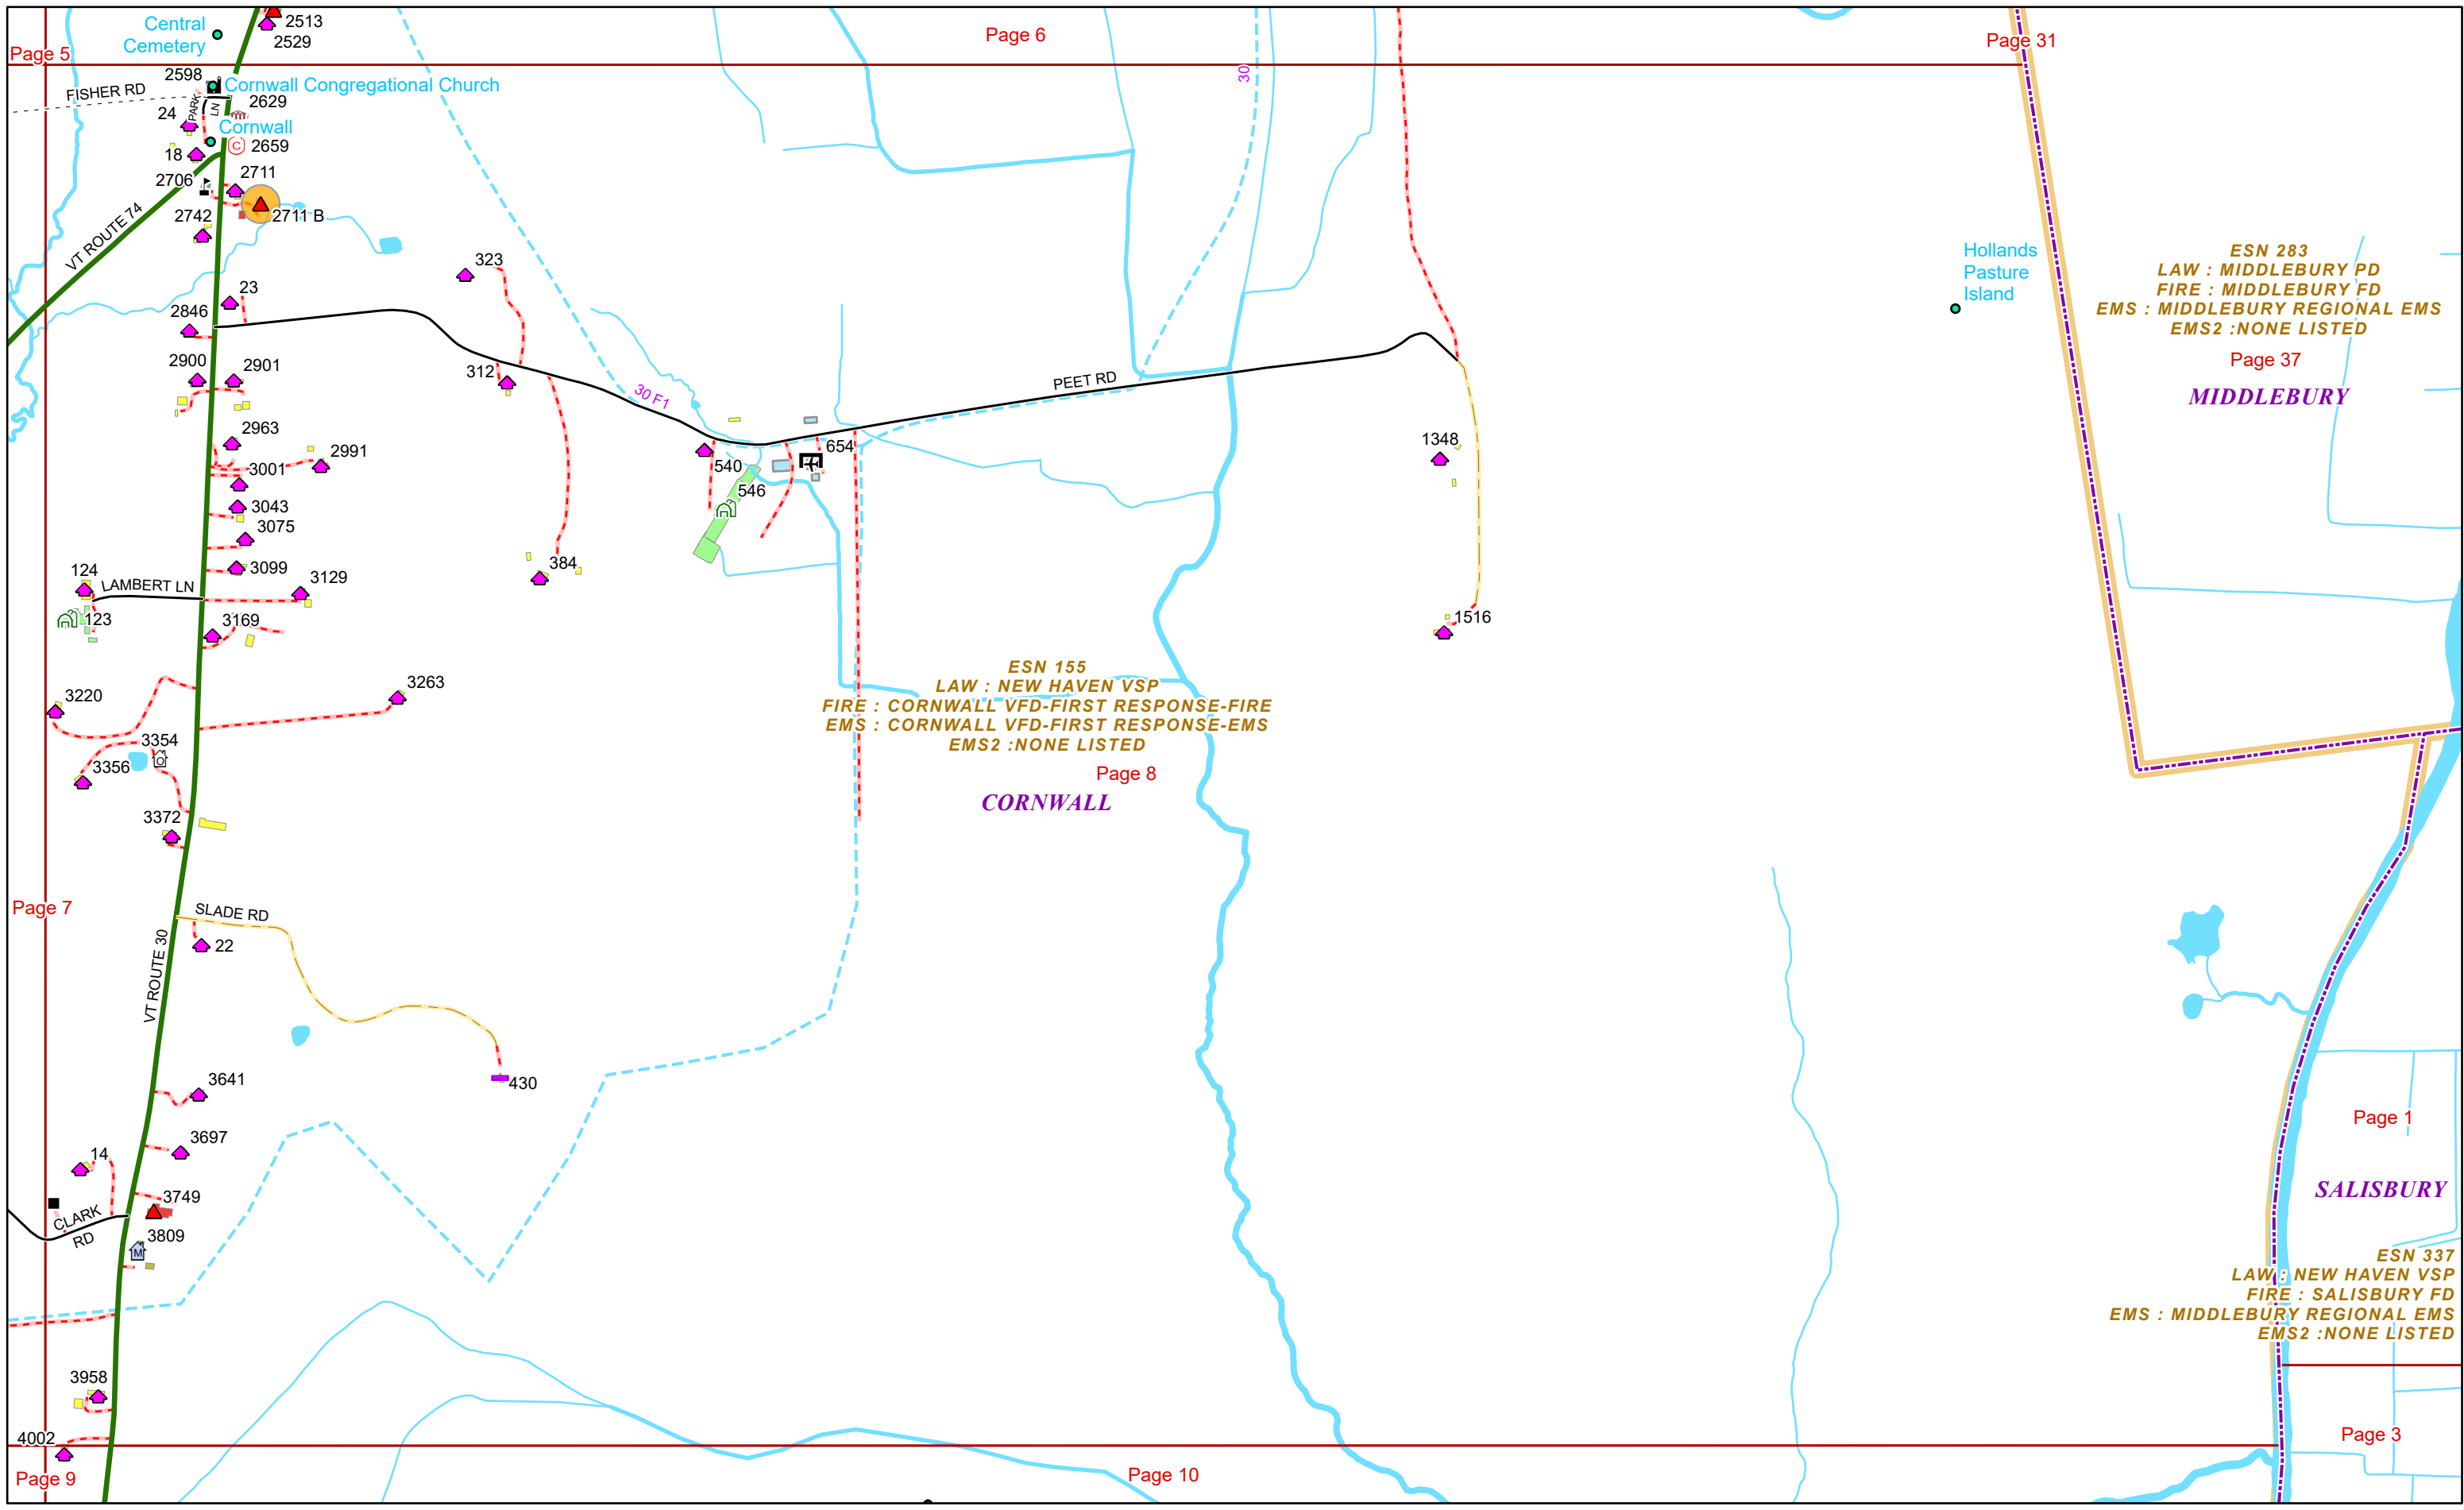 2513
Central
Cemetery
2529
Page 6
Page 31
Page 5
30
2598
Cornwall Congregational Church
FISHER RD
PARK
LN
2629
24
Cornwall
18
2659
C
2706
2711
2711 B
2742
VT ROUTE 74
323
Hollands
Pasture
Island
ESN 283
LAW : MIDDLEBURY PD
FIRE : MIDDLEBURY FD
EMS : MIDDLEBURY REGIONAL EMS
EMS2 :NONE LISTED
Page 37
MIDDLEBURY
23
2846
2900
2901
312
30 F1
PEET RD
2963
2991
3001
540
654
1348
546
3043
3075
384
3099
124
LAMBERT LN
3129
123
3169
1516
ESN 155
LAW : NEW HAVEN VSP
FIRE : CORNWALL VFD-FIRST RESPONSE-FIRE
EMS : CORNWALL VFD-FIRST RESPONSE-EMS
EMS2 :NONE LISTED
Page 8
CORNWALL
3220
3263
3354
O
3356
3372
Page 7
SLADE RD
22
VT ROUTE 30
430
3641
3697
14
3749
CLARK
RD
3809
M
Page 1
SALISBURY
ESN 337
LAW : NEW HAVEN VSP
FIRE : SALISBURY FD
EMS : MIDDLEBURY REGIONAL EMS
EMS2 :NONE LISTED
3958
4002
Page 3
Page 9
Page 10